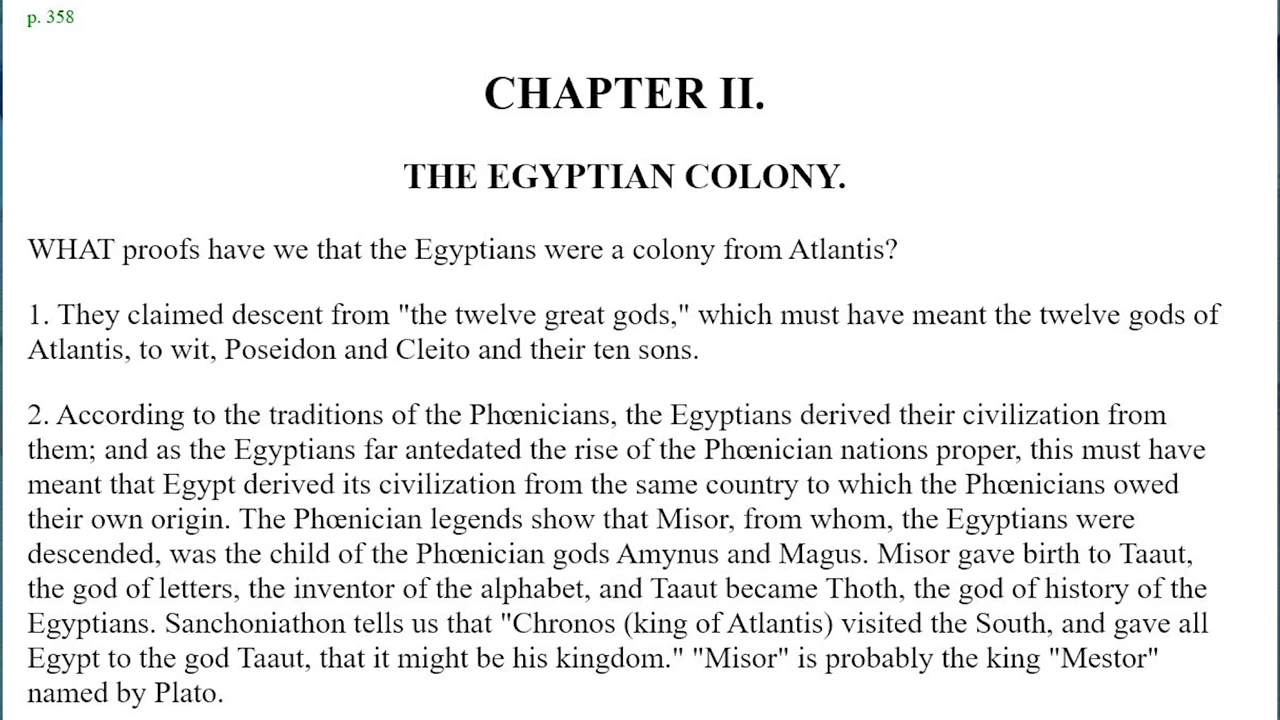 p. 358
CHAPTER II.
THE EGYPTIAN COLONY.
WHAT proofs have we that the Egyptians were a colony from Atlantis?
1. They claimed descent from "the twelve great gods," which must have meant the twelve gods of
Atlantis, to wit, Poseidon and Cleito and their ten sons.
2. According to the traditions of the Phœnicians, the Egyptians derived their civilization from
them; and as the Egyptians far antedated the rise of the Phœnician nations proper, this must have
meant that Egypt derived its civilization from the same country to which the Phœnicians owed
their own origin. The Phœnician legends show that Misor, from whom, the Egyptians were
descended, was the child of the Phœnician gods Amynus and Magus. Misor gave birth to Taaut,
the god of letters, the inventor of the alphabet, and Taaut became Thoth, the god of history of the
Egyptians. Sanchoniathon tells us that "Chronos (king of Atlantis) visited the South, and gave all
Egypt to the god Taaut, that it might be his kingdom." "Misor" is probably the king "Mestor"
named by Plato.